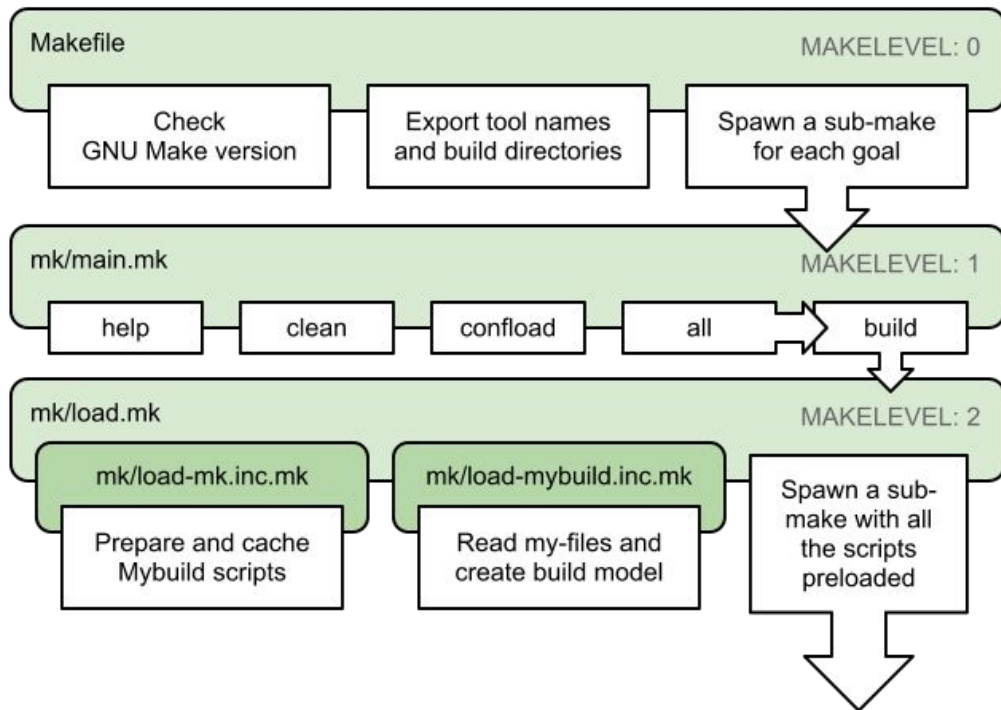 Makefile
MAKELEVEL: 0
Check
GNU Make version
Export tool names
and build directories
Spawn a sub-make
for each goal
mk/main.mk
MAKELEVEL: 1
help
clean
confload
all
build
mk/load.mk
MAKELEVEL: 2
mk/load-mk.inc.mk
Prepare and cache
Mybuild scripts
mk/load-mybuild.inc.mk
Read my-files and
create build model
Spawn a sub-
make with all
the scripts
preloaded